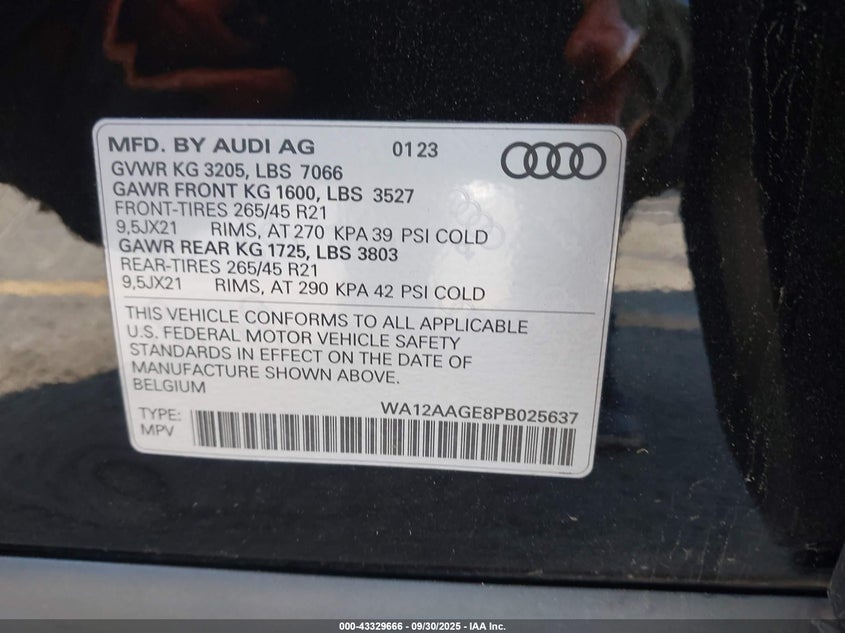 MFD. BY AUDI AG 0123
GVWR KG 3205, LBS 7066
GAWR FRONT KG 1600, LBS 3527
FRONT-TIRES 265/45 R21
9,5JX21 RIMS, AT 270 KPA 39 PSI COLD
GAWR REAR KG 1725, LBS 3803
REAR-TIRES 265/45 R21
9,5JX21 RIMS, AT 290 KPA 42 PSI COLD
THIS VEHICLE CONFORMS TO ALL APPLICABLE
U.S. FEDERAL MOTOR VEHICLE SAFETY
STANDARDS IN EFFECT ON THE DATE OF
MANUFACTURE SHOWN ABOVE.
BELGIUM
WA12AAGE8PB025637
TYPE:
MPV
000-43329666 - 09/30/2025 - IAA Inc.